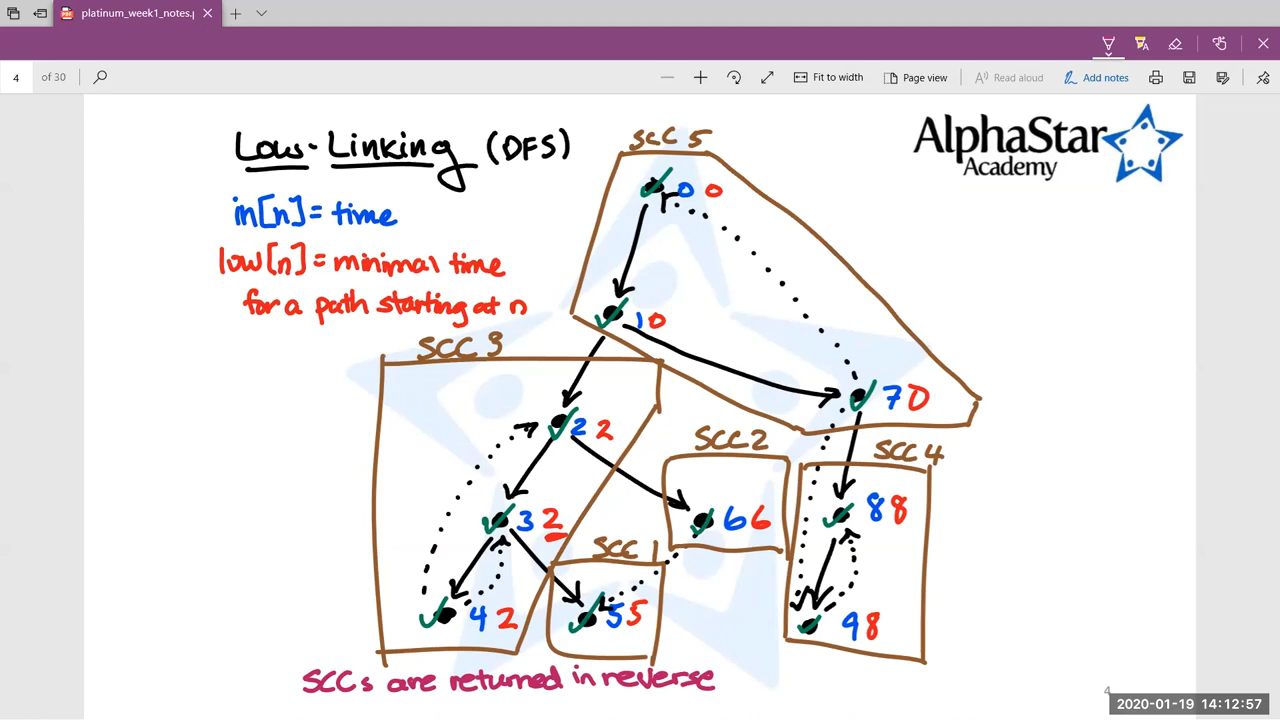 platinum_week1_notes.p
4 of 30
Fit to width
Page view
Read aloud
Add notes
Low-Linking (DFS)
in[n] = time
low[n] = minimal time
for a path starting at n
AlphaStar
Academy
SCC 5
r 0 0
1 0
SCC 3
7 0
2 2
SCC 2
SCC 4
3 2
6 6
8 8
SCC 1
4 2
5 5
9 8
SCCs are returned in reverse
4
2020-01-19 14:12:57